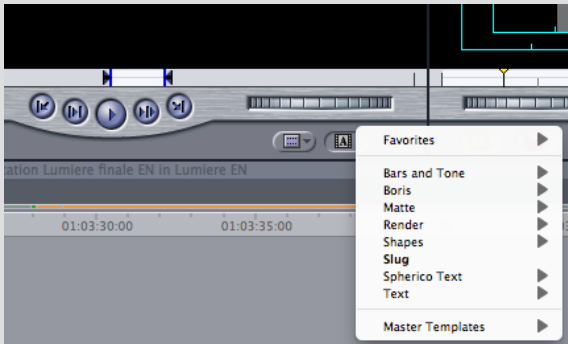 A
Favorites
Bars and Tone
Boris
Matte
Render
Shapes
Slug
Spherico Text
Text
Master Templates
tation Lumiere finale EN in Lumiere EN
01:03:30:00
01:03:35:00